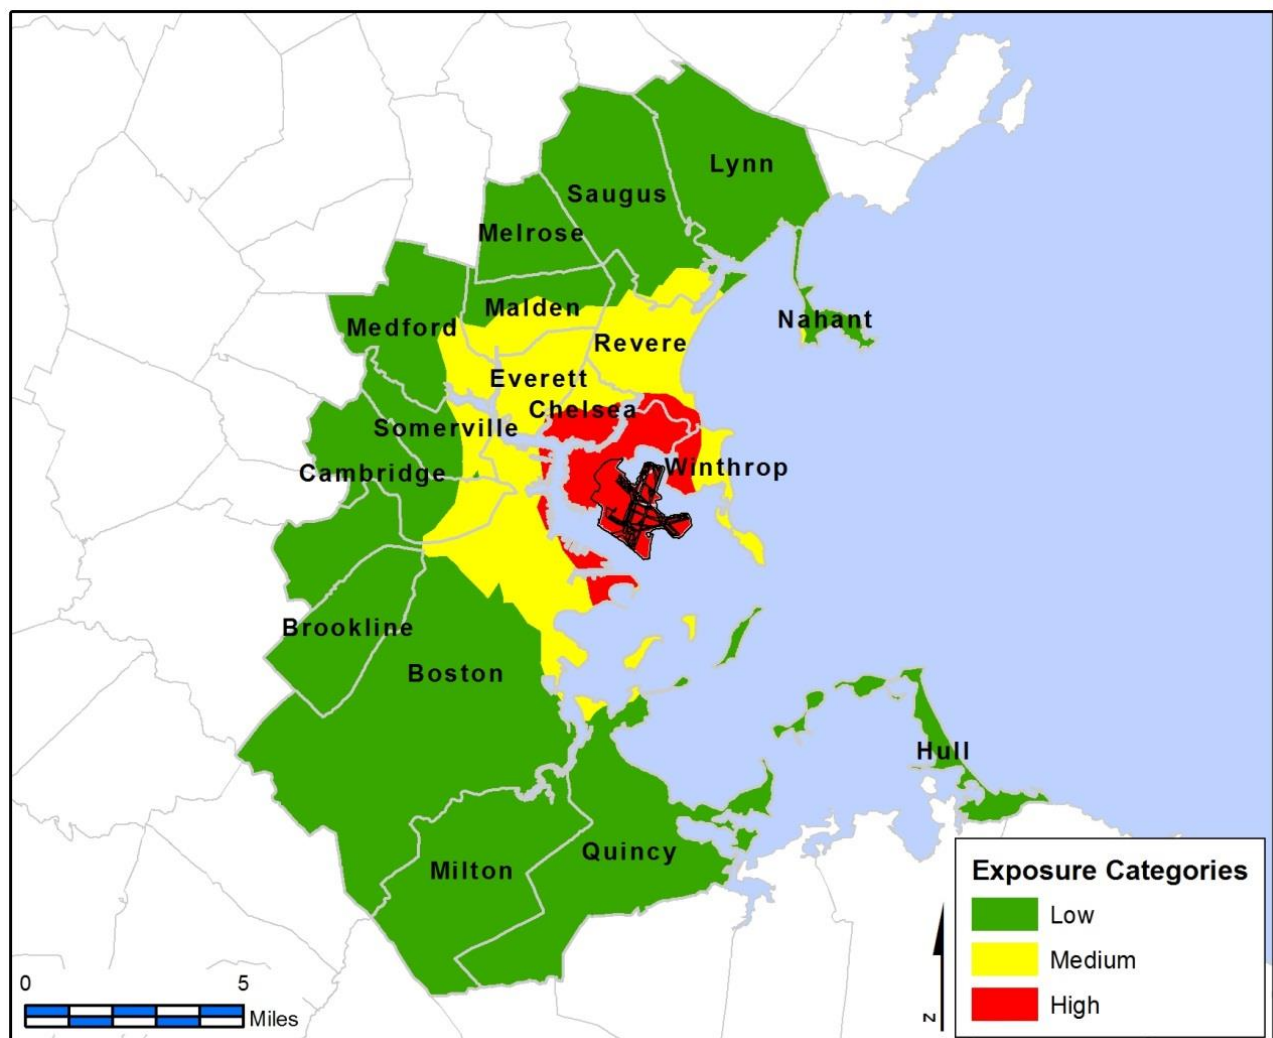 Lynn
Saugus
Melrose
Malden
Medford
Nahant
Revere
Everett
Chelsea
Somerville
Winthrop
Cambridge
Brookline
Boston
Hull
Quincy
Milton
Exposure Categories
Low
Medium
High
0 5
Miles
N